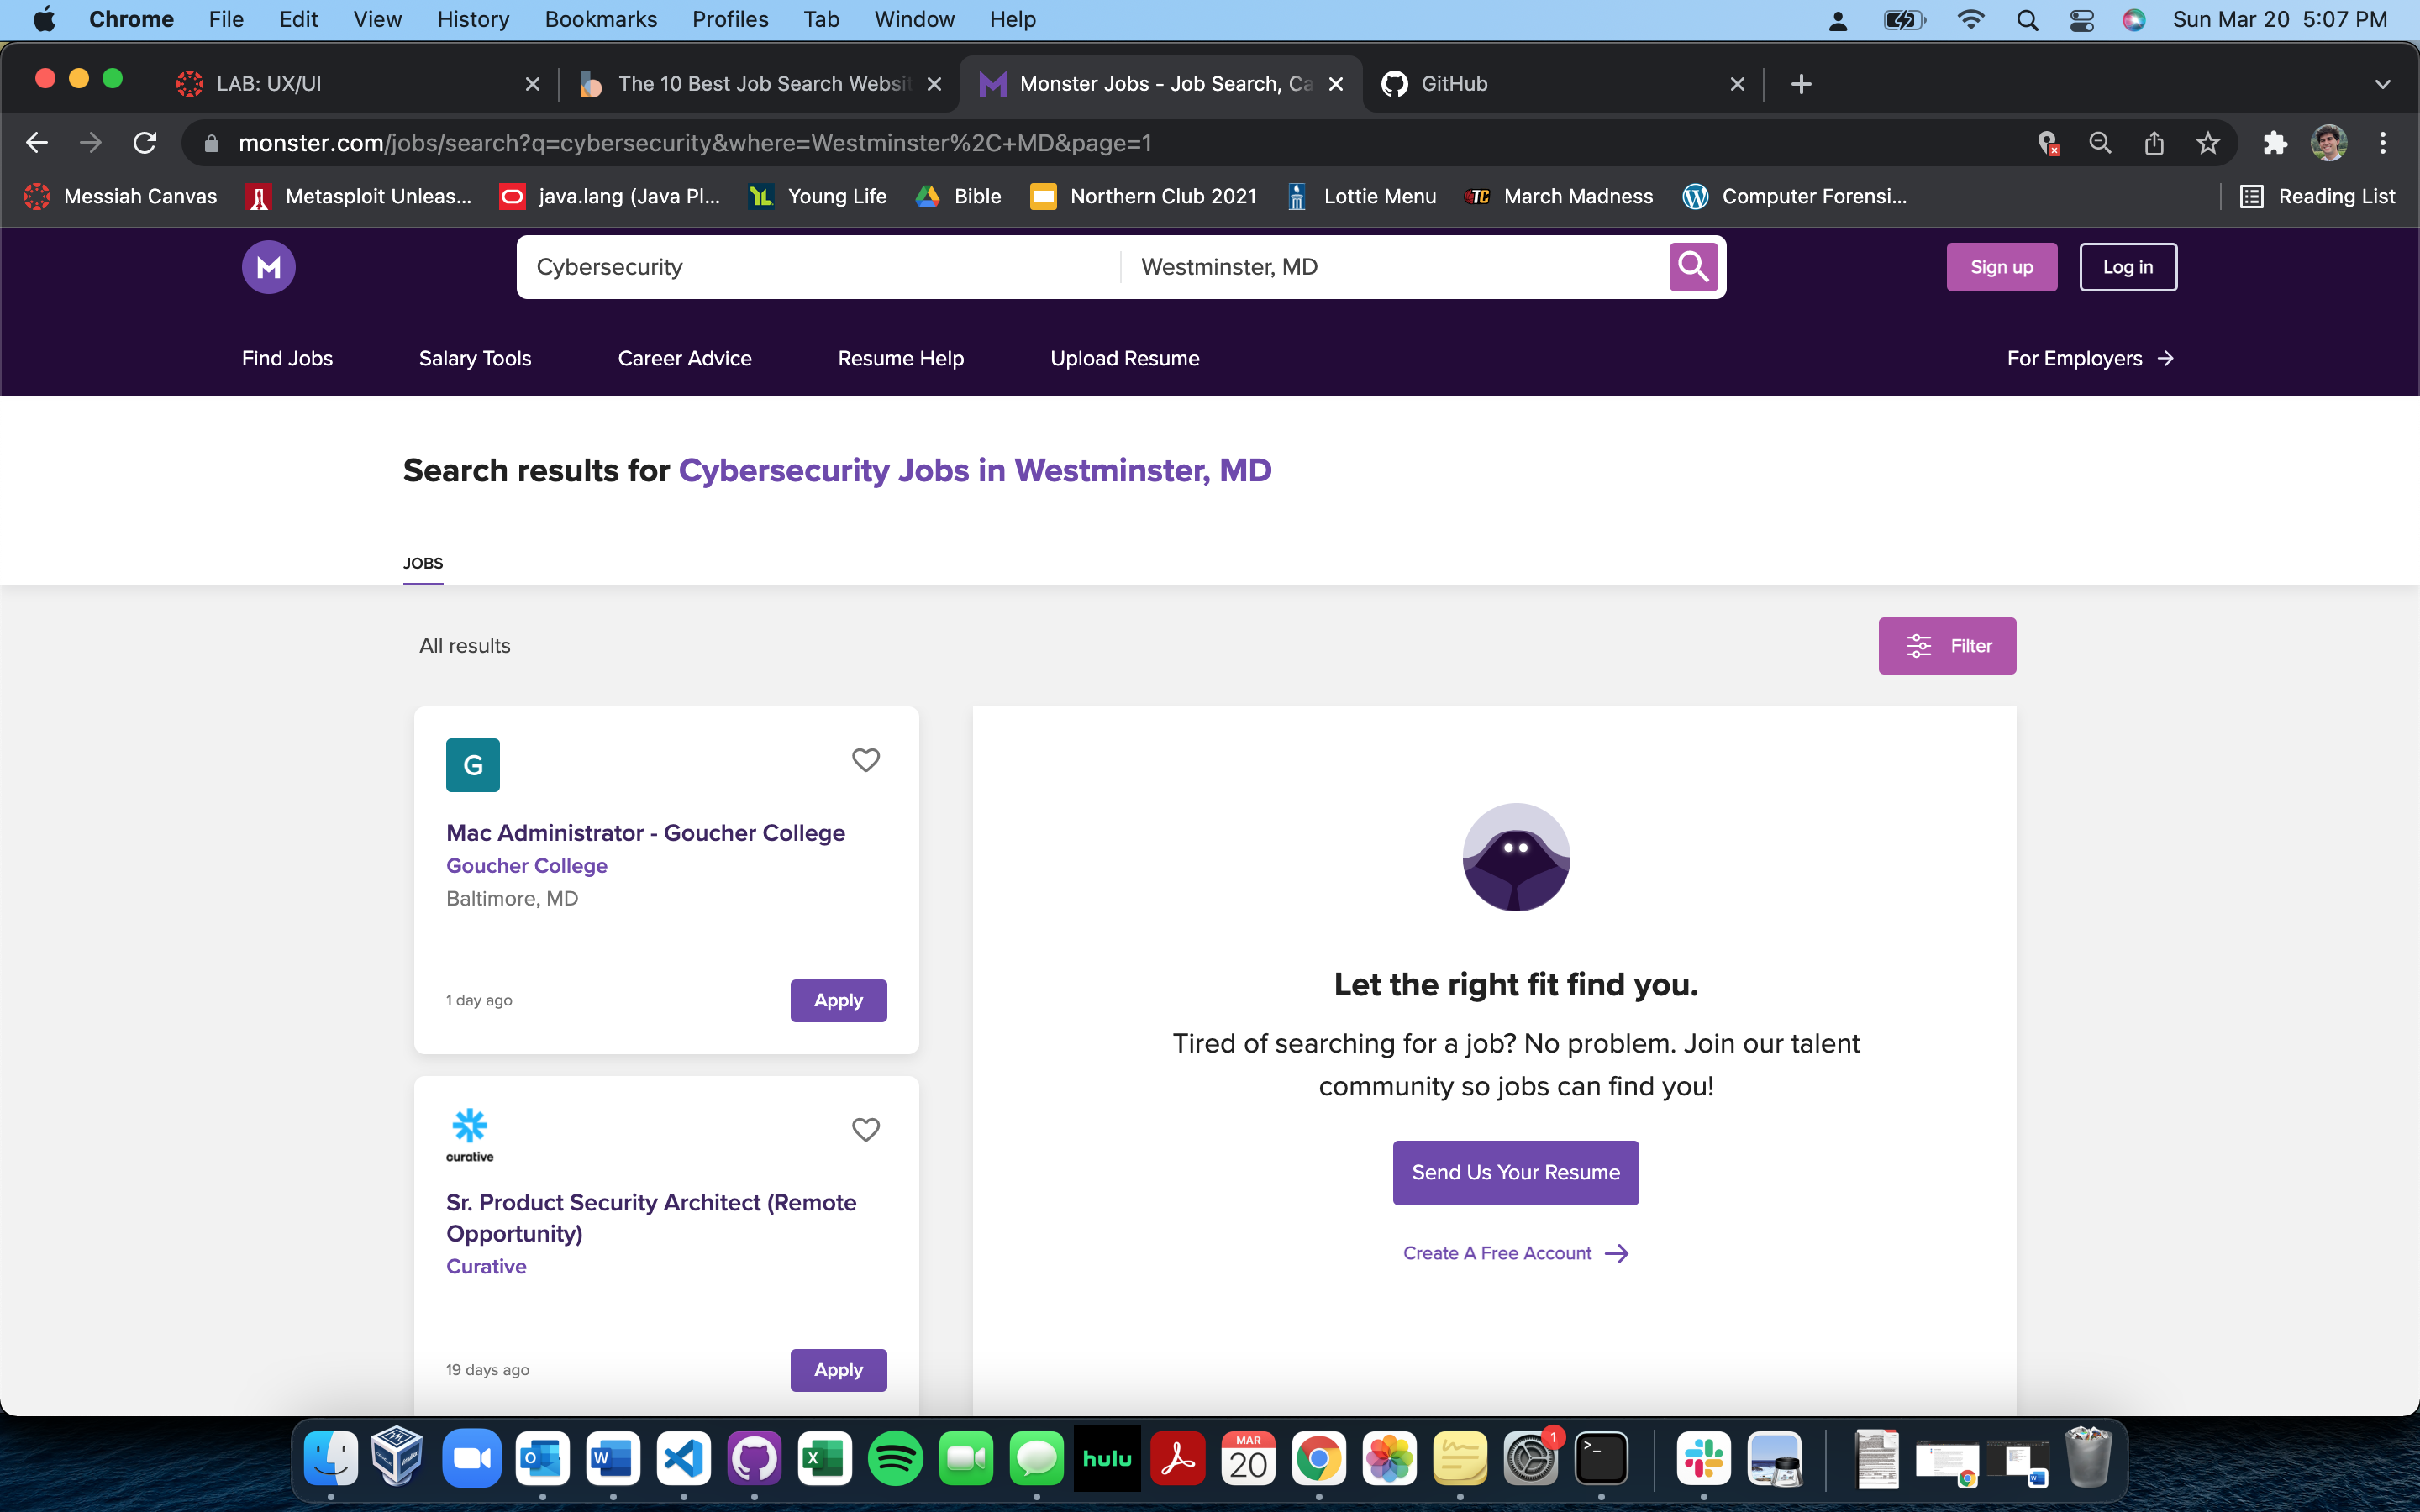 Chrome File Edit View History Bookmarks Profiles Tab Window Help Sun Mar 20 5:07 PM
LAB: UX/UI The 10 Best Job Search Websit Monster Jobs - Job Search, Ca GitHub
monster.com/jobs/search?q=cybersecurity&where=Westminster%2C+MD&page=1
Messiah Canvas Metasploit Unleas... java.lang (Java Pl... YL Young Life Bible Northern Club 2021 Lottie Menu TC March Madness Computer Forensi... Reading List
M Cybersecurity Westminster, MD Sign up Log in
Find Jobs Salary Tools Career Advice Resume Help Upload Resume For Employers
Search results for Cybersecurity Jobs in Westminster, MD
JOBS
All results Filter
G
Mac Administrator - Goucher College
Goucher College
Baltimore, MD
1 day ago Apply
curative
Sr. Product Security Architect (Remote
Opportunity)
Curative
19 days ago Apply
Let the right fit find you.
Tired of searching for a job? No problem. Join our talent
community so jobs can find you!
Send Us Your Resume
Create A Free Account
hulu MAR 20 1